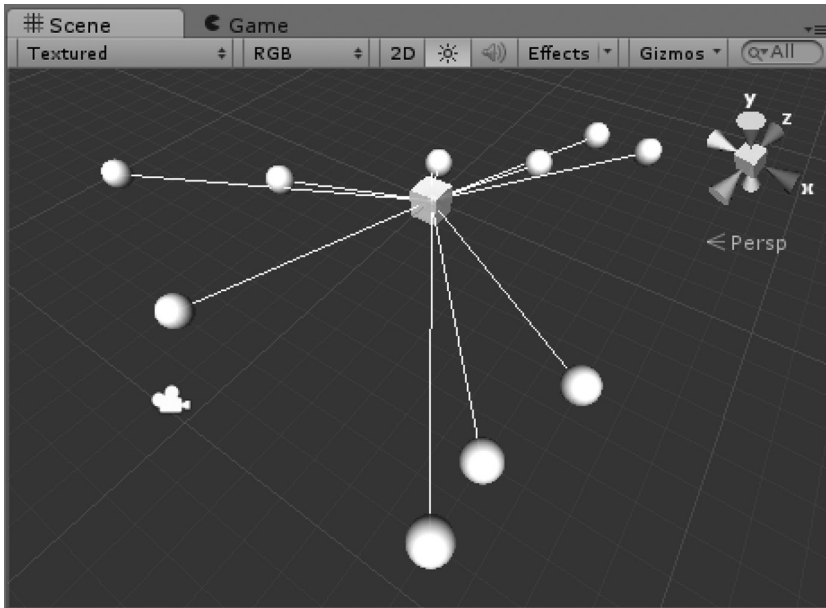 Scene Game
Textured RGB 2D Effects Gizmos All
y
z
x
Persp